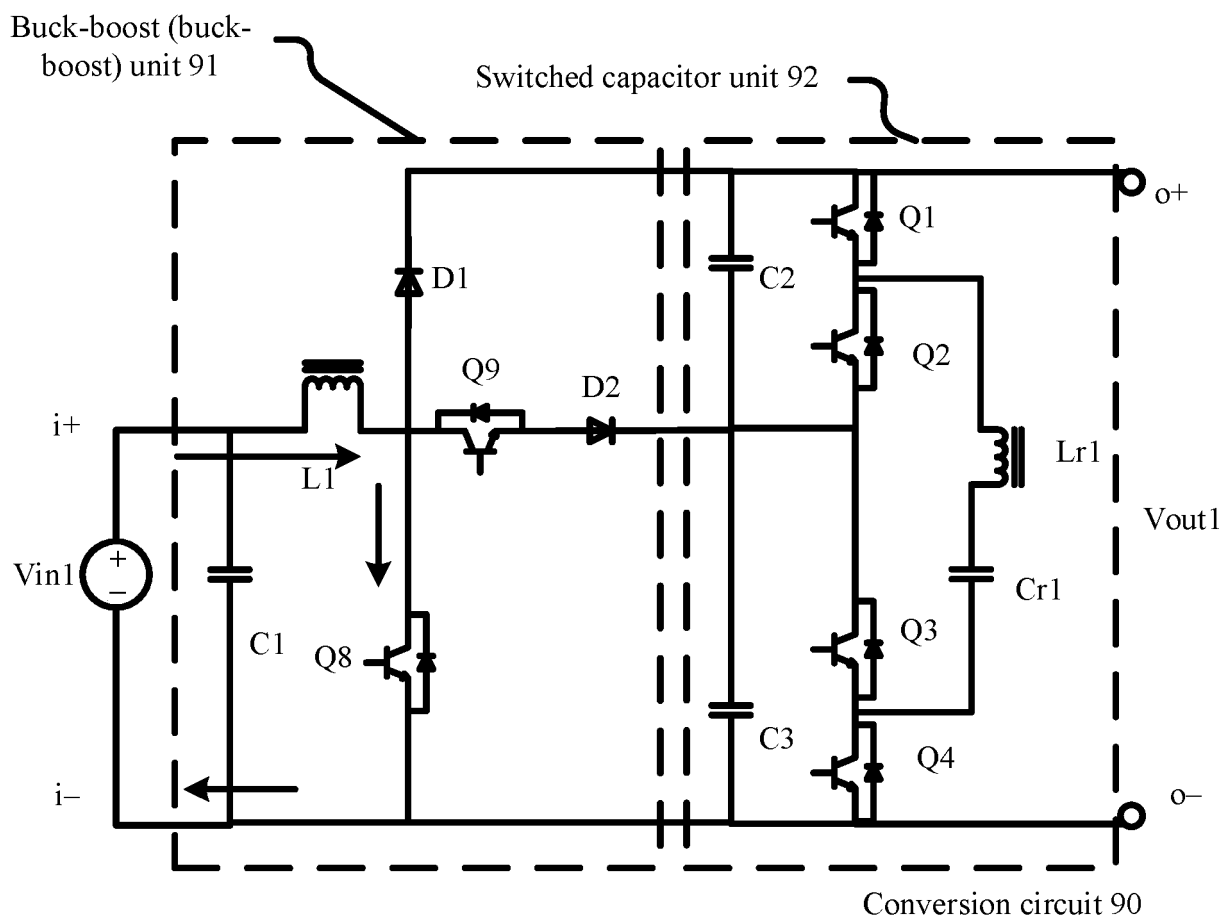 Buck-boost (buck-
boost) unit 91
Switched capacitor unit 92
o+
Q1
D1
C2
Q2
Q9
D2
i+
L1
Lr1
Vout1
Vin1
+
−
Cr1
C1
Q8
Q3
C3
Q4
i−
o−
Conversion circuit 90